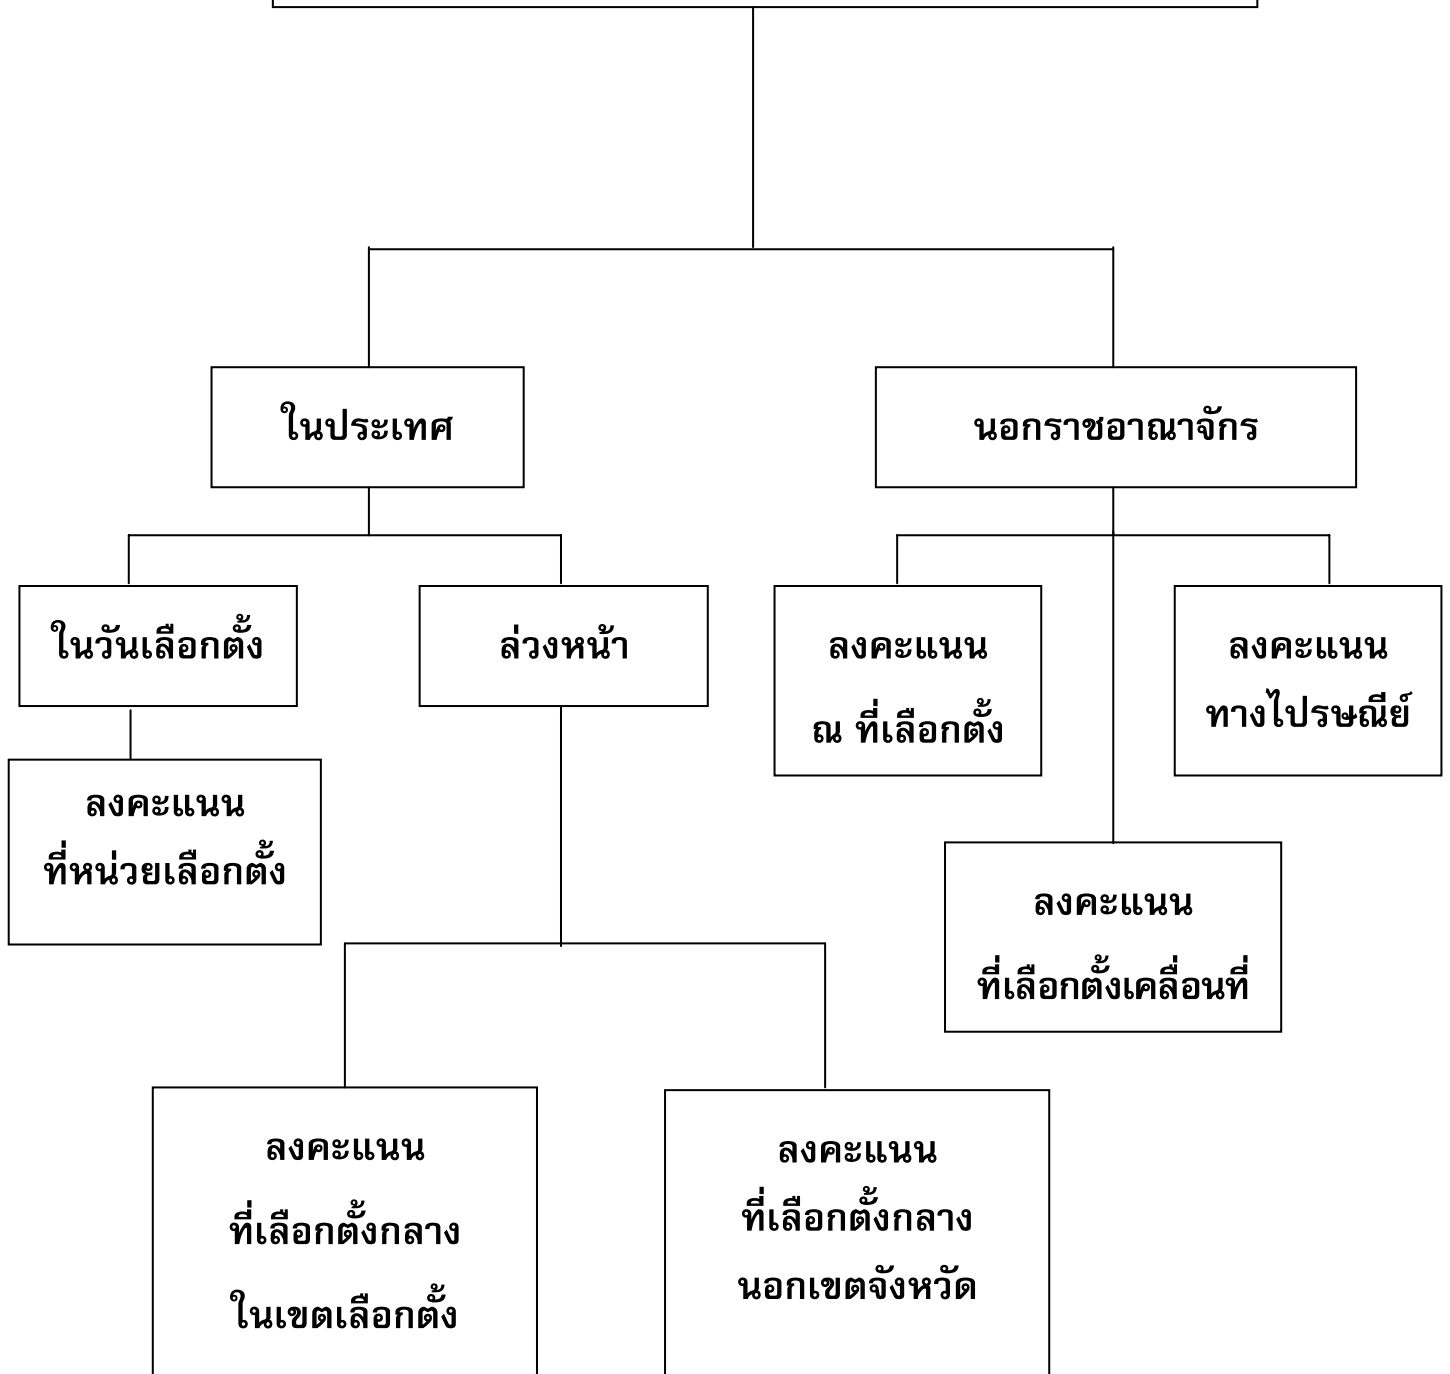 ในประเทศ
นอกราชอาณาจักร
ในวันเลือกตั้ง
ล่วงหน้า
ลงคะแนน
ณ ที่เลือกตั้ง
ลงคะแนน
ทางไปรษณีย์
ลงคะแนน
ที่หน่วยเลือกตั้ง
ลงคะแนน
ที่เลือกตั้งเคลื่อนที่
ลงคะแนน
ที่เลือกตั้งกลาง
ในเขตเลือกตั้ง
ลงคะแนน
ที่เลือกตั้งกลาง
นอกเขตจังหวัด